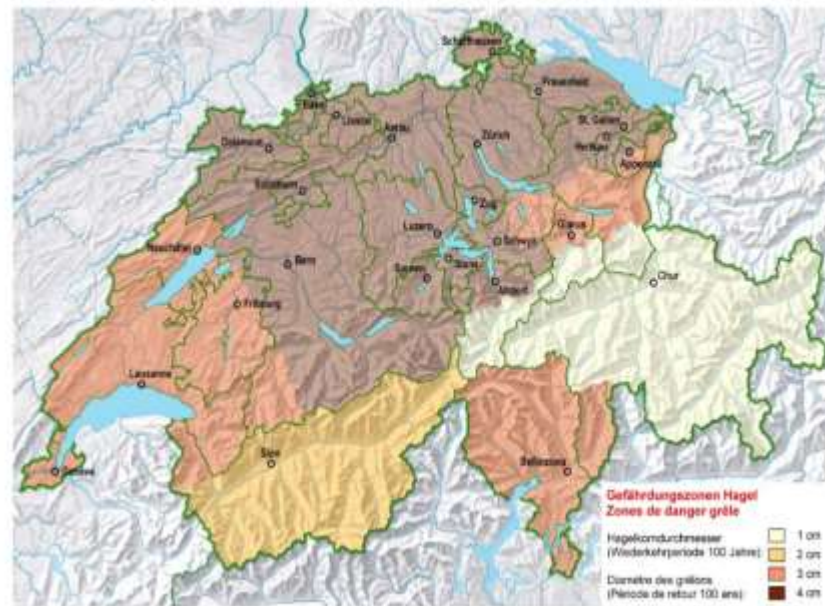 Schaffhausen
Frauenfeld
Basel
Liestal
St. Gallen
Delémont
Aarau
Zürich
Herisau
Appenzell
Solothurn
Zug
Neuchâtel
Luzern
Schwyz
Glarus
Bern
Stans
Sarnen
Altdorf
Chur
Fribourg
Lausanne
Sion
Bellinzona
Genève
Gefährdungszonen Hagel
Zones de danger grêle
Hagelkorndurchmesser
(Wiederkehrperiode 100 Jahre):
Diamètre des grêlons
(Période de retour 100 ans):
1 cm
2 cm
3 cm
4 cm